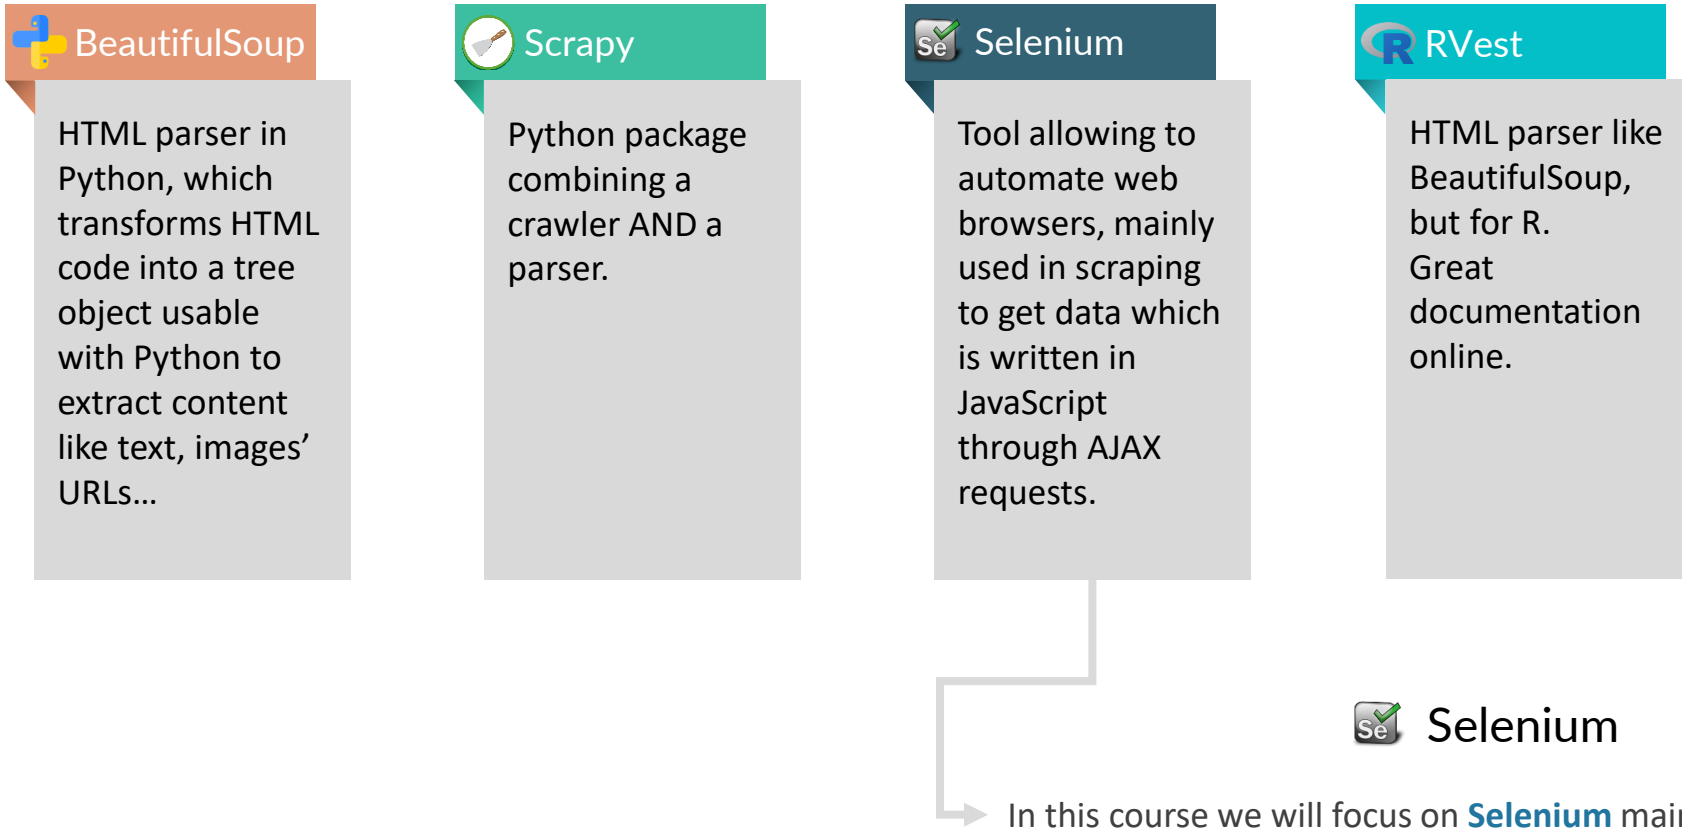 BeautifulSoup
HTML parser in
Python, which
transforms HTML
code into a tree
object usable
with Python to
extract content
like text, images’
URLs…
Scrapy
Python package
combining a
crawler AND a
parser.
Se
Selenium
Tool allowing to
automate web
browsers, mainly
used in scraping
to get data which
is written in
JavaScript
through AJAX
requests.
R
RVest
HTML parser like
BeautifulSoup,
but for R.
Great
documentation
online.
Se
Selenium
In this course we will focus on Selenium